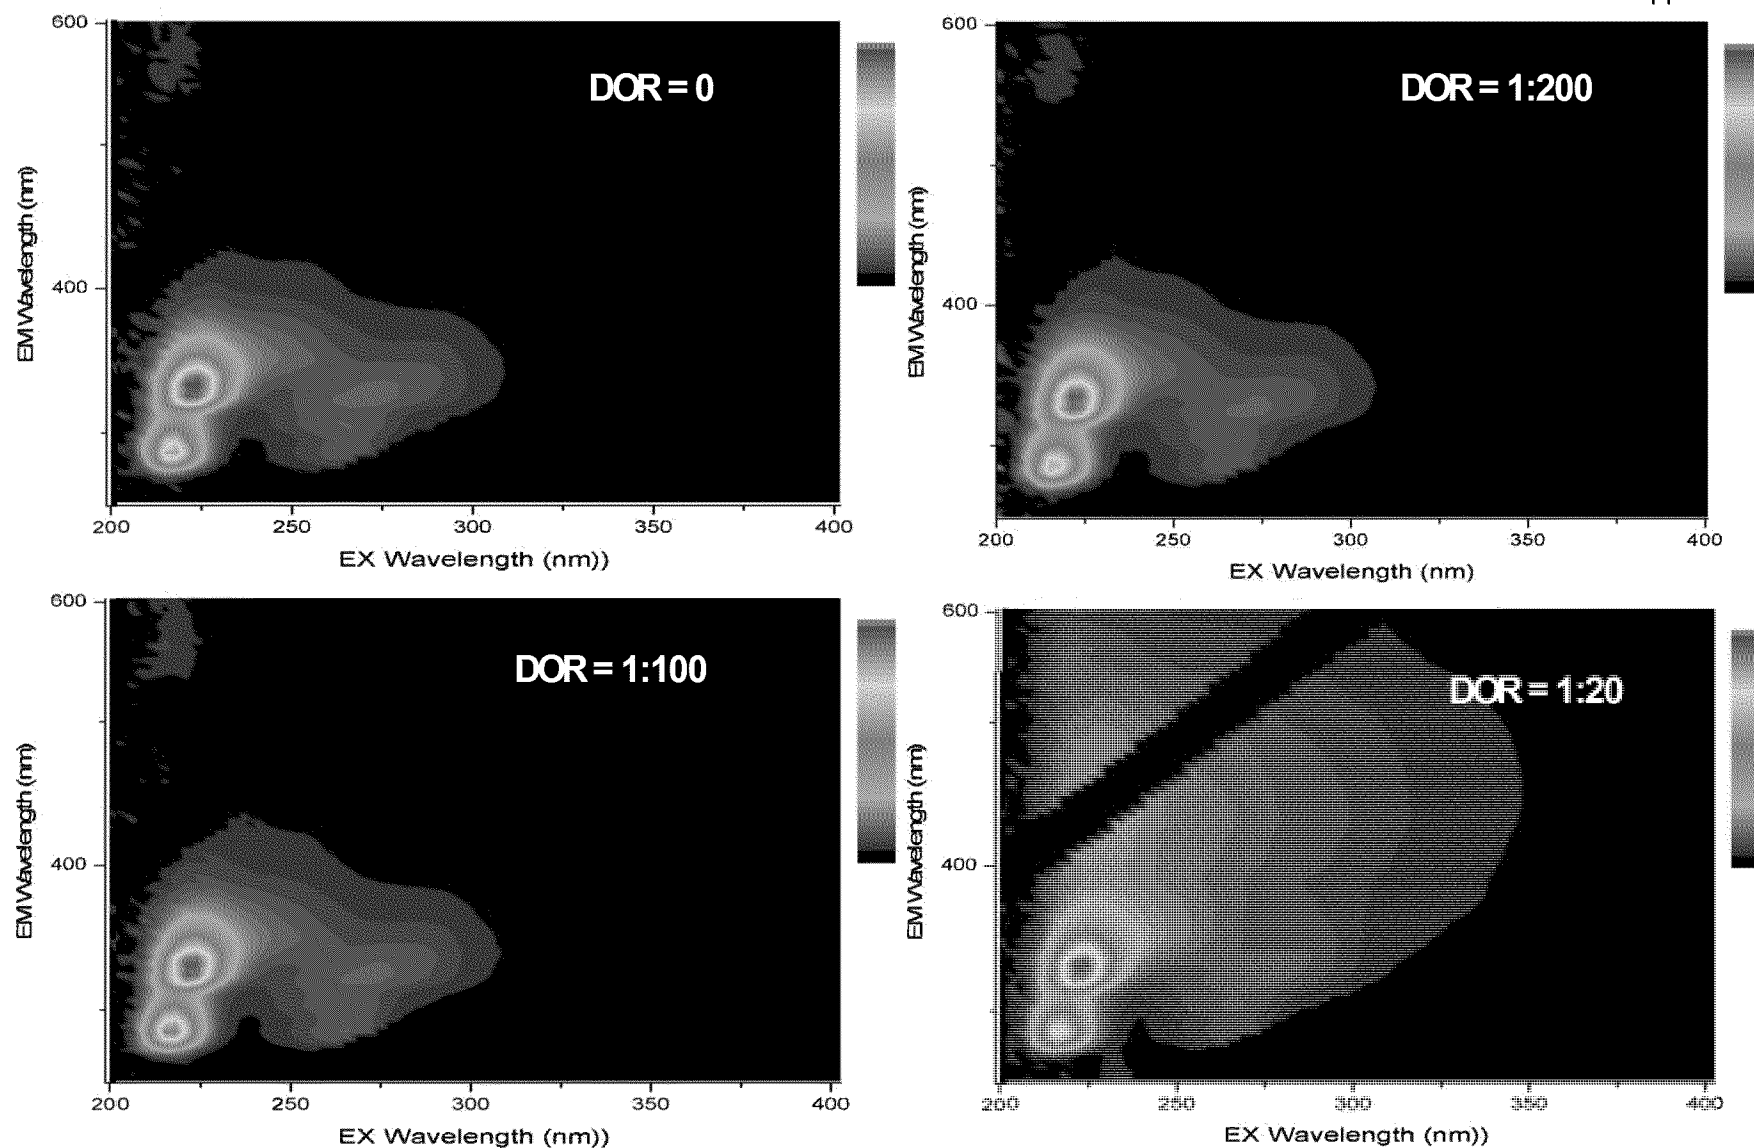 600
DOR = 0
EM Wavelength (nm)
400
200 250 300 350 400
EX Wavelength (nm))
600
DOR = 1:200
EM Wavelength (nm)
400
200 250 300 350 400
EX Wavelength (nm)
600
DOR = 1:100
EM Wavelength (nm)
400
200 250 300 350 400
EX Wavelength (nm))
600
DOR = 1:20
EM Wavelength (nm)
400
200 250 300 350 400
EX Wavelength (nm))